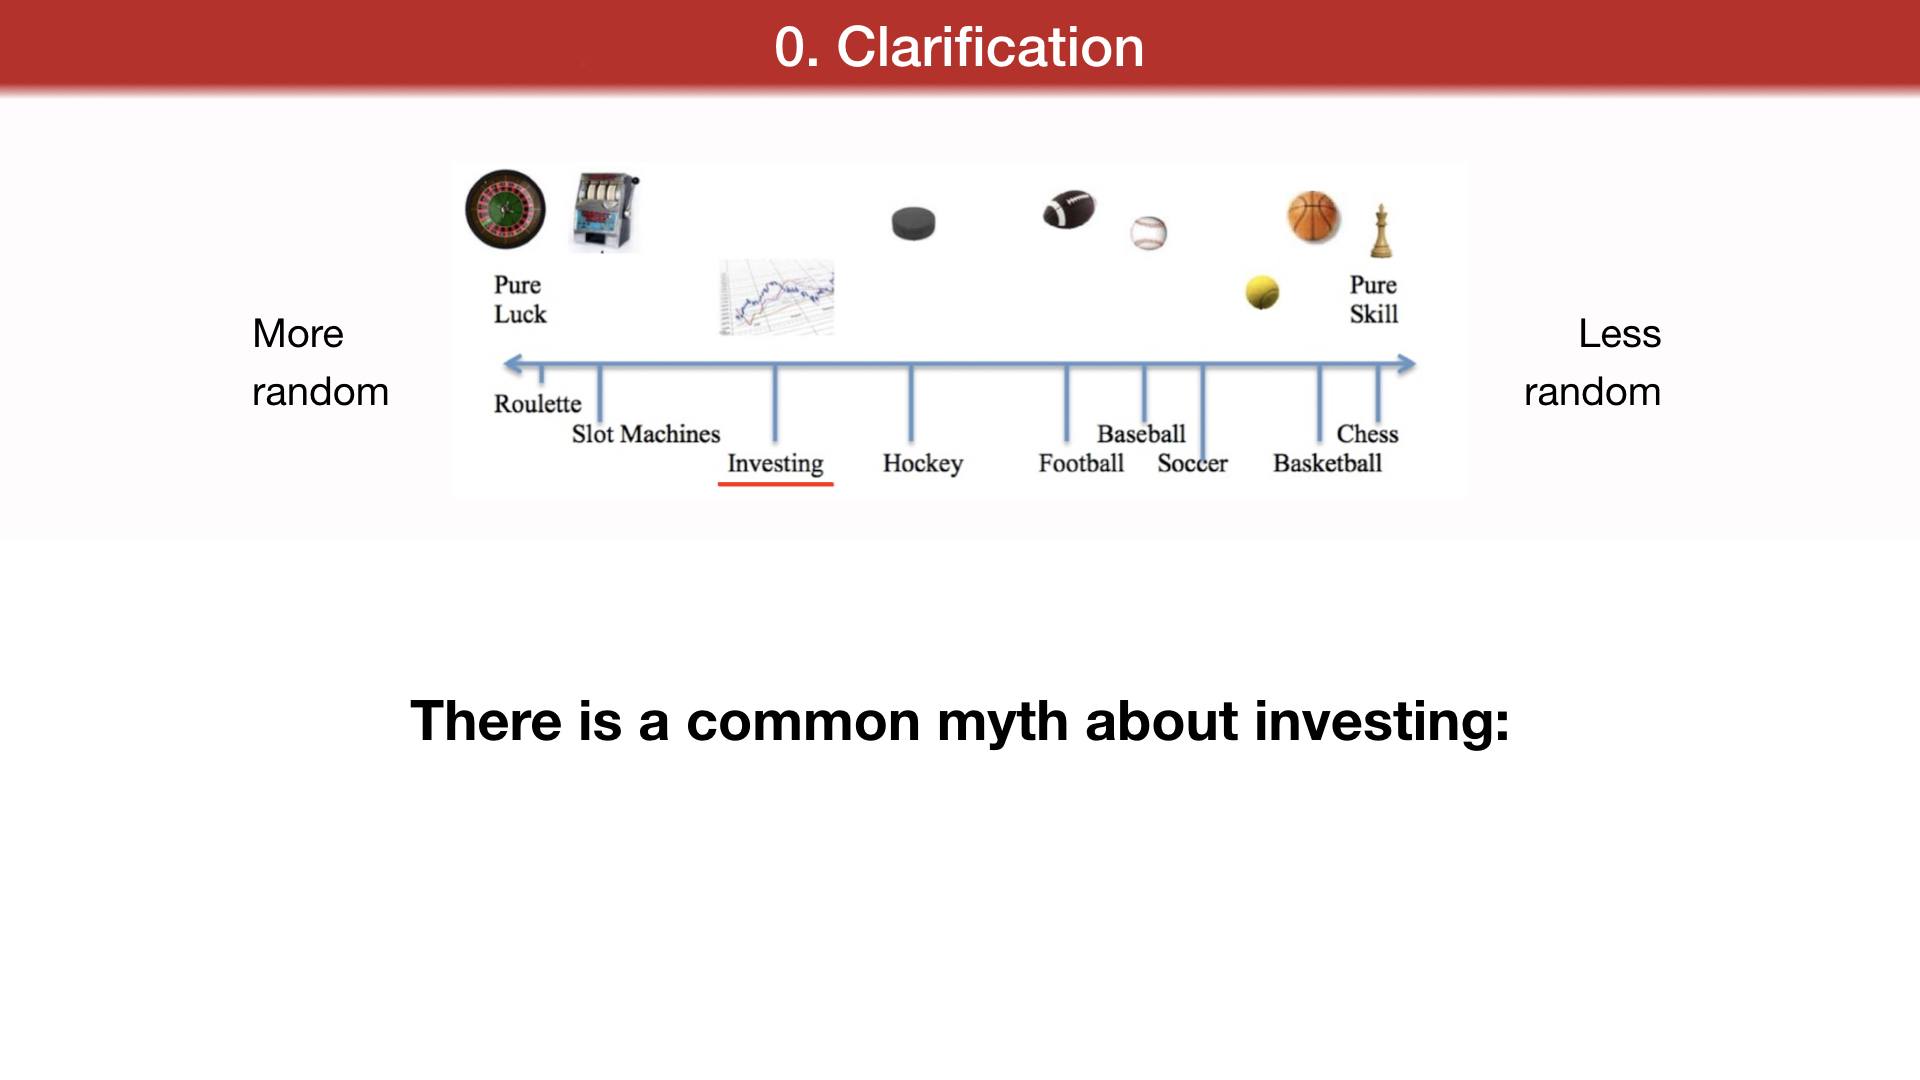 0. Clarification
Pure
Luck
Pure
Skill
More
random
Less
random
Roulette
Slot Machines
Baseball
Chess
Investing
Hockey
Football
Soccer
Basketball
There is a common myth about investing: